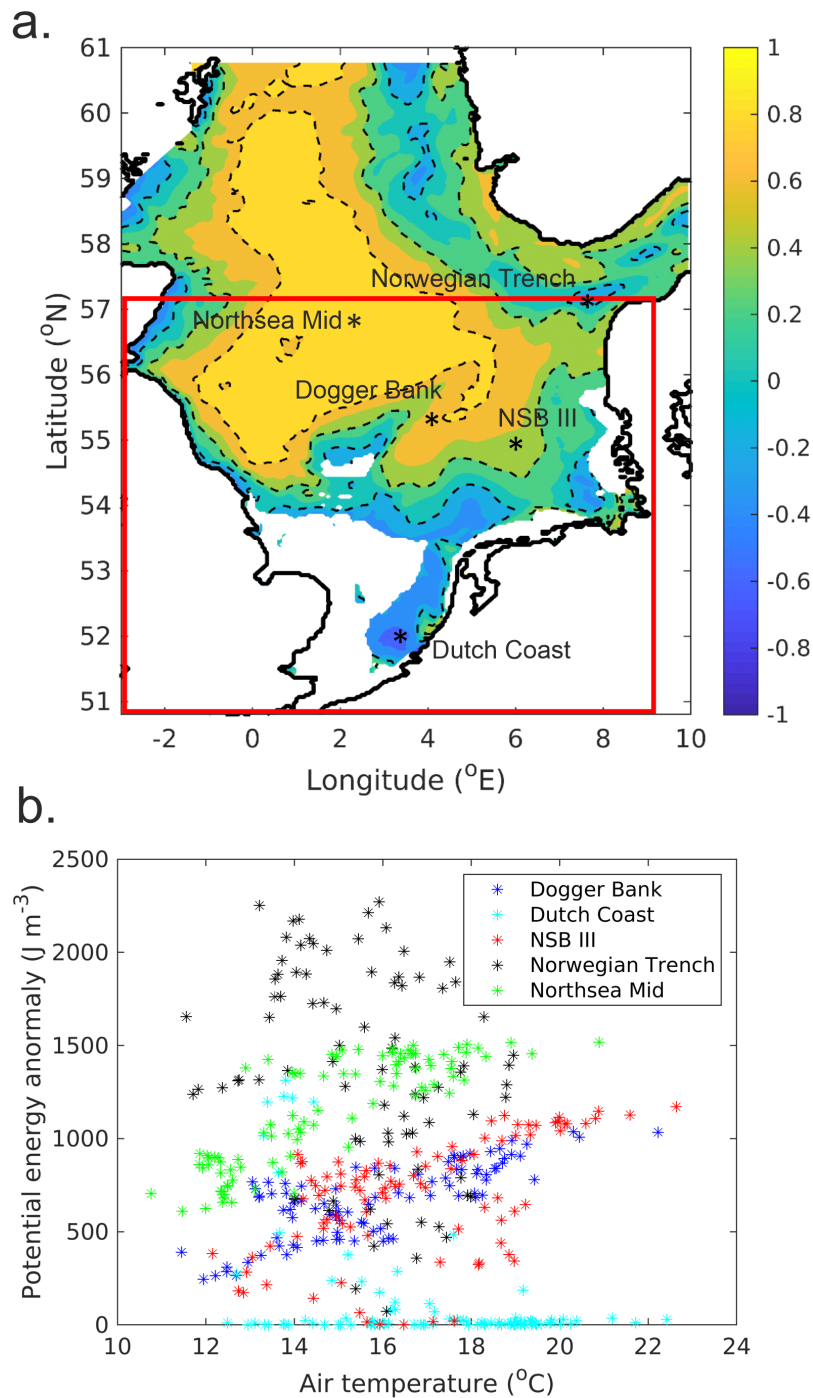 a.
61
60
59
58
57
56
55
54
53
52
51
Latitude (°N)
-2
0
2
4
6
8
10
Longitude (°E)
Norwegian Trench
Northsea Mid
Dogger Bank
NSB III
Dutch Coast
1
0.8
0.6
0.4
0.2
0
-0.2
-0.4
-0.6
-0.8
-1
b.
2500
2000
1500
1000
500
0
Potential energy anormaly (J m⁻³)
Dogger Bank
Dutch Coast
NSB III
Norwegian Trench
Northsea Mid
10
12
14
16
18
20
22
24
Air temperature (°C)